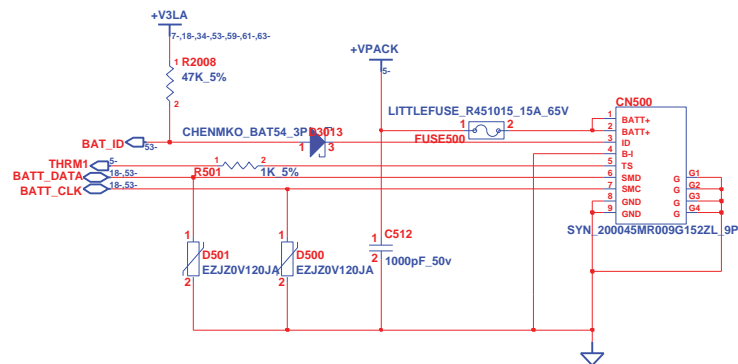 +V3LA
7-,18-,34-,53-,59-,61-,63-
1
R2008
47K_5%
2
+VPACK
5-
CN500
LITTLEFUSE_R451015_15A_65V
1 2
FUSE500
BAT_ID
53-
CHENMKO_BAT54_3P
D3013
1 3
THRM1
5-
1 2
R501
1K_5%
BATT_DATA
18-,53-
BATT_CLK
18-,53-
1 BATT+
2 BATT+
3 ID
4 B-I
5 TS
6 SMD G G1
7 SMC G G2
8 GND G G3
9 GND G G4
SYN_200045MR009G152ZL_9P
1
D501
EZJZ0V120JA
2
1
D500
EZJZ0V120JA
2
C512
1
2
1000pF_50v